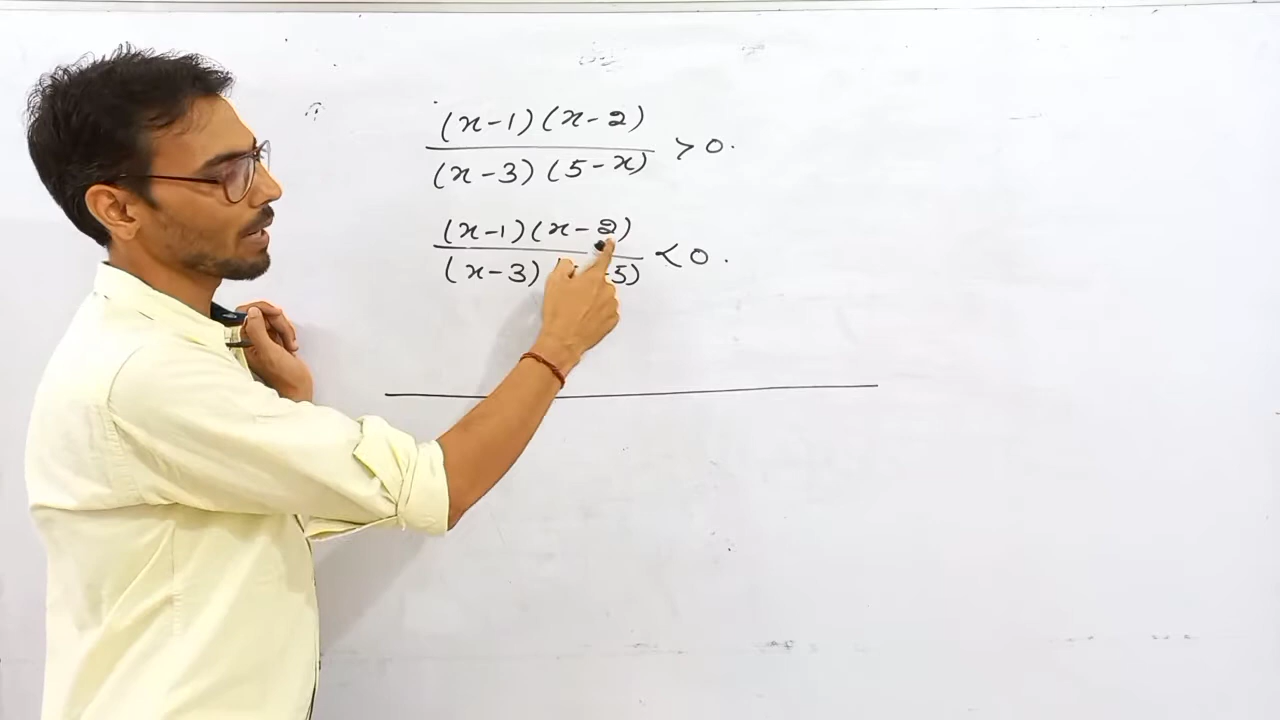 (x-1)(x-2)
(x-3)(5-x) > 0.
(x-1)(x-2)
(x-3) -5) < 0.